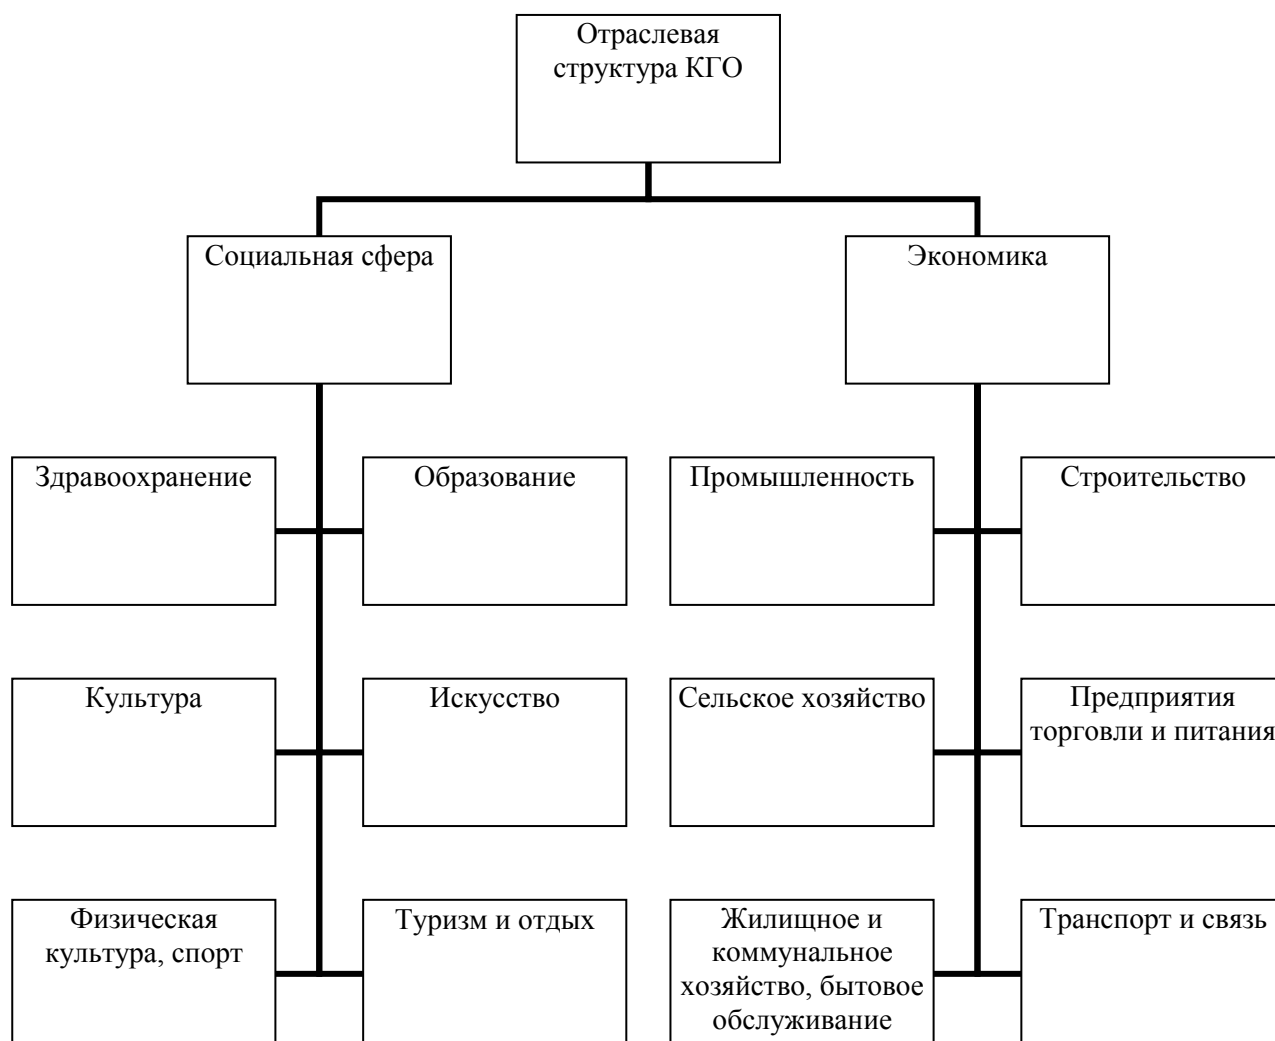 Отраслевая
структура КГО
Социальная сфера
Экономика
Здравоохранение
Образование
Промышленность
Строительство
Культура
Искусство
Сельское хозяйство
Предприятия
торговли и питания
Физическая
культура, спорт
Туризм и отдых
Жилищное и
коммунальное
хозяйство, бытовое
обслуживание
Транспорт и связь